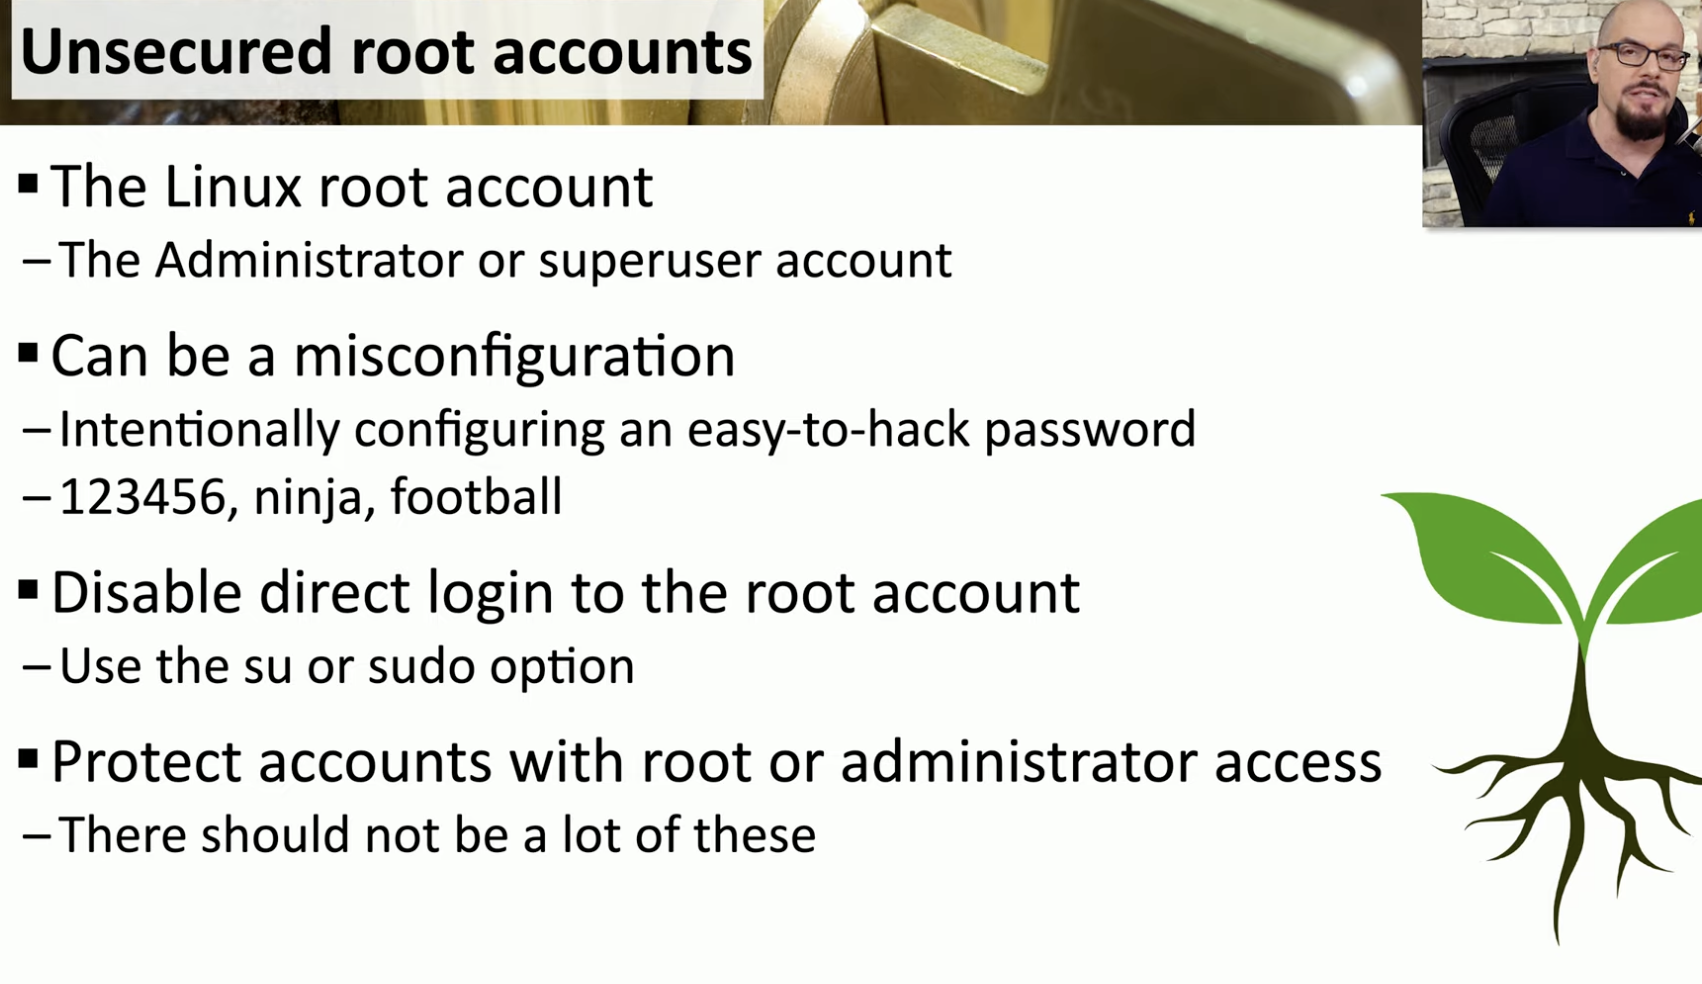 Unsecured root accounts
▪ The Linux root account
– The Administrator or superuser account
▪ Can be a misconfiguration
– Intentionally configuring an easy-to-hack password
– 123456, ninja, football
▪ Disable direct login to the root account
– Use the su or sudo option
▪ Protect accounts with root or administrator access
– There should not be a lot of these